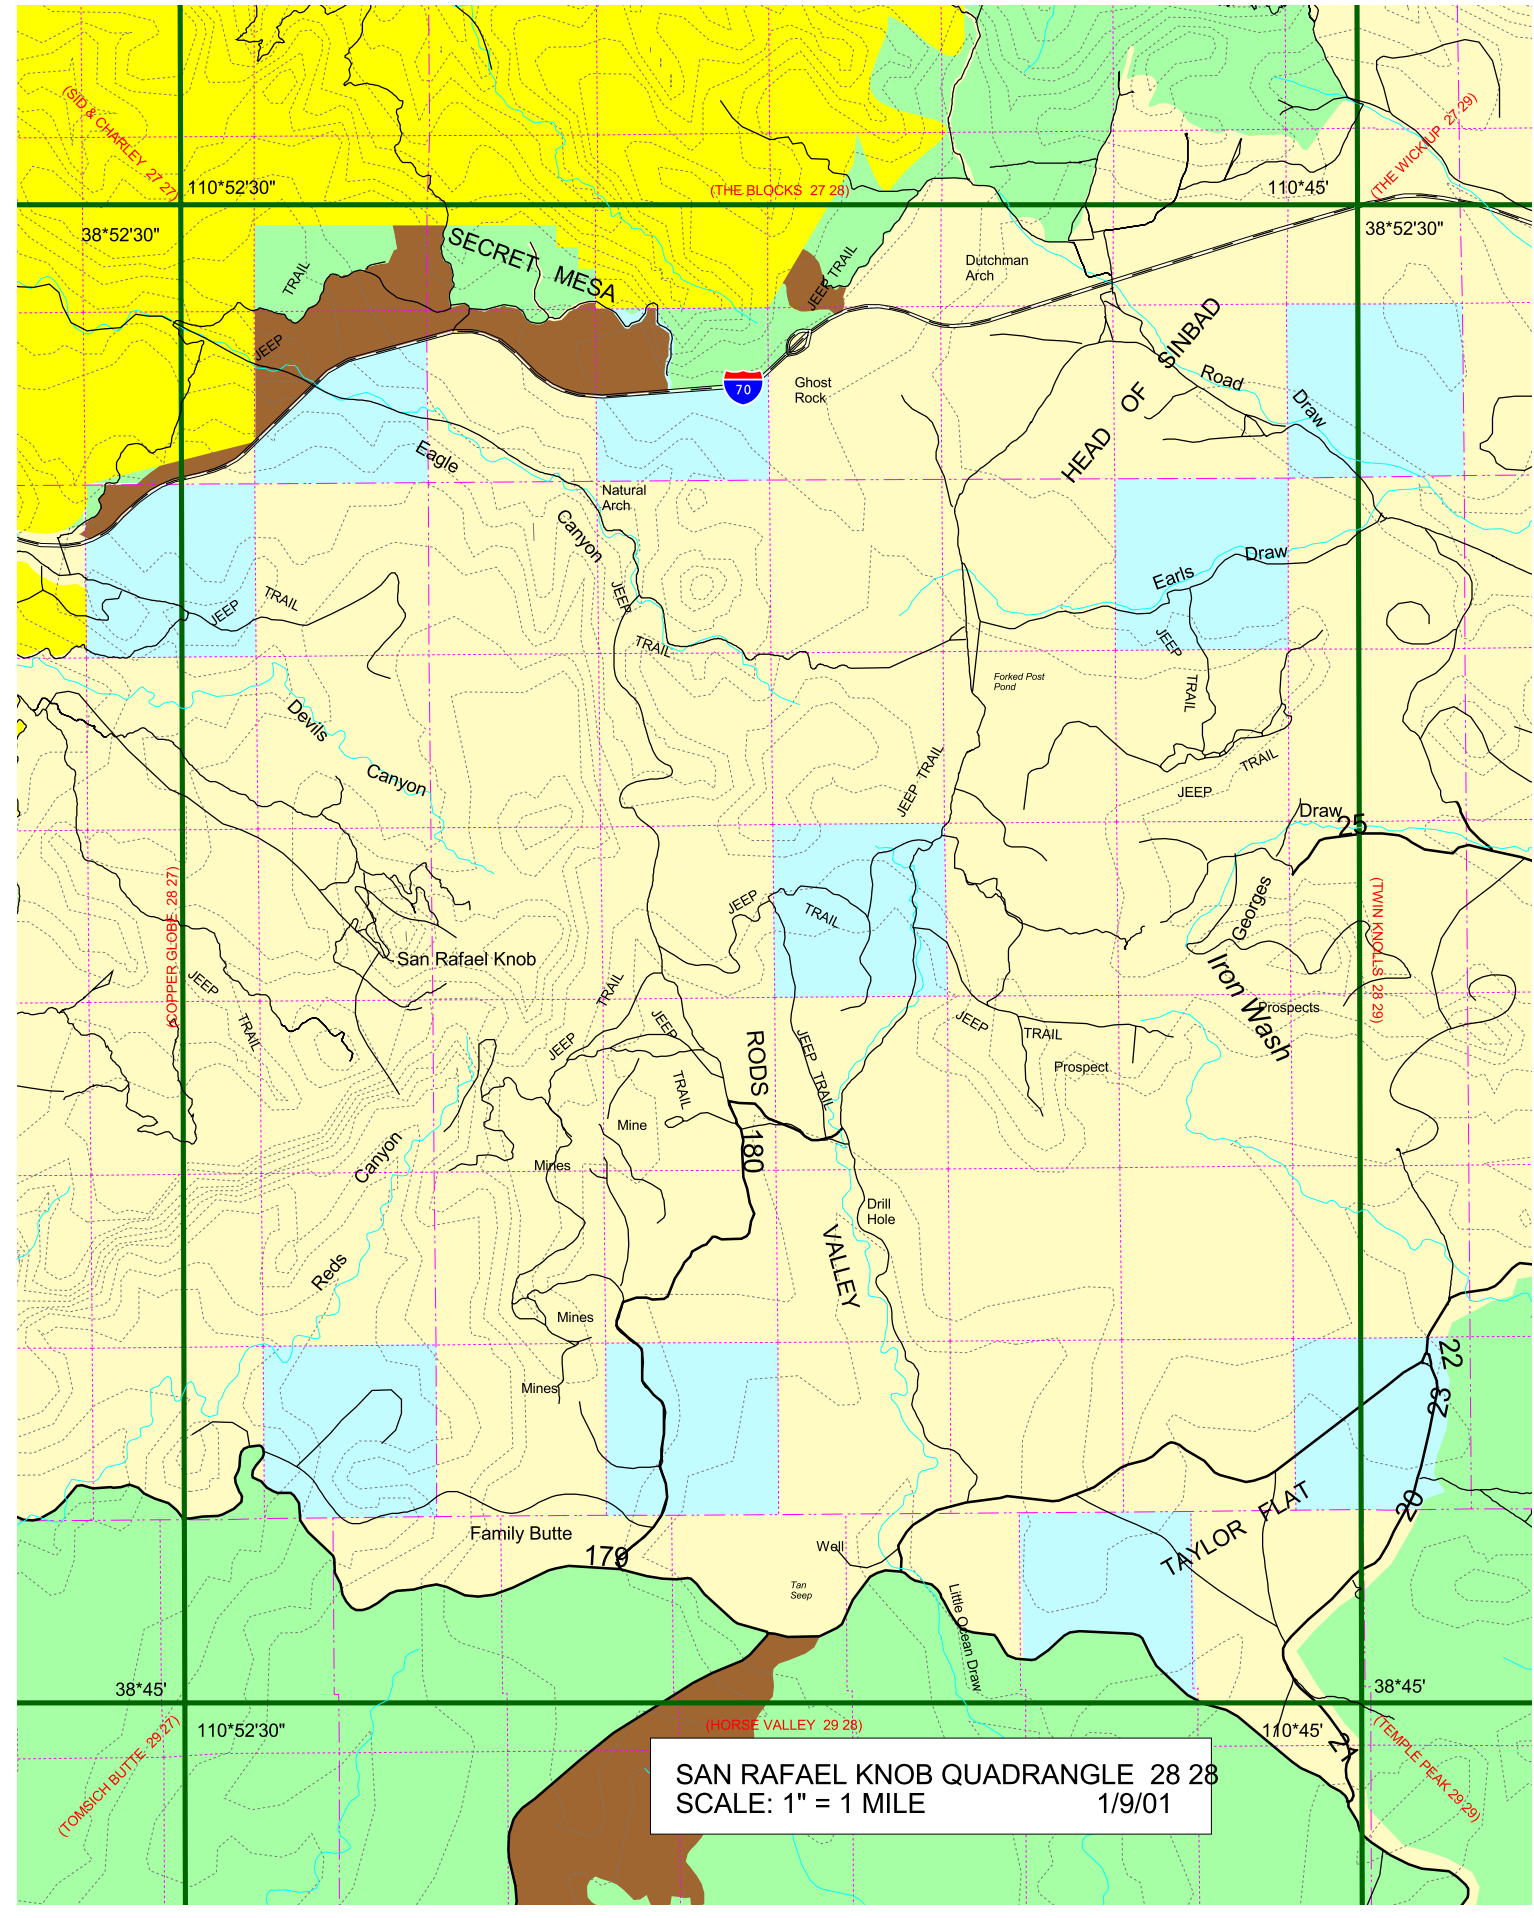 (SID & CHARLEY 27 27)
110*52'30"
(THE BLOCKS 27 28)
110*45'
(THE WICKIUP 27 29)
38*52'30"
38*52'30"
TRAIL
SECRET MESA
JEEP TRAIL
Dutchman
Arch
JEEP
HEAD OF SINBAD
Road
Draw
70
Ghost
Rock
Eagle
Canyon
Natural
Arch
JEEP
TRAIL
JEEP
TRAIL
Earls
Draw
JEEP
TRAIL
Forked Post
Pond
Devils
Canyon
JEEP TRAIL
JEEP
TRAIL
Draw
25
(COPPER GLOBE 28 27)
JEEP
TRAIL
Georges
(TWIN KNOLLS 28 29)
San Rafael Knob
Iron Wash
JEEP
TRAIL
TRAIL
JEEP
JEEP
TRAIL
RODS
JEEP
TRAIL
JEEP
TRAIL
Prospects
Prospect
Mine
180
Mines
Canyon
Reds
Drill
Hole
VALLEY
Mines
Mines
22
23
20
TAYLOR FLAT
Family Butte
179
Well
Tan
Seep
Little Ocean Draw
38*45'
38*45'
110*52'30"
(HORSE VALLEY 29 28)
110*45'
21
(TOMSICH BUTTE 29 27)
(TEMPLE PEAK 29 29)
SAN RAFAEL KNOB QUADRANGLE 28 28
SCALE: 1" = 1 MILE 1/9/01